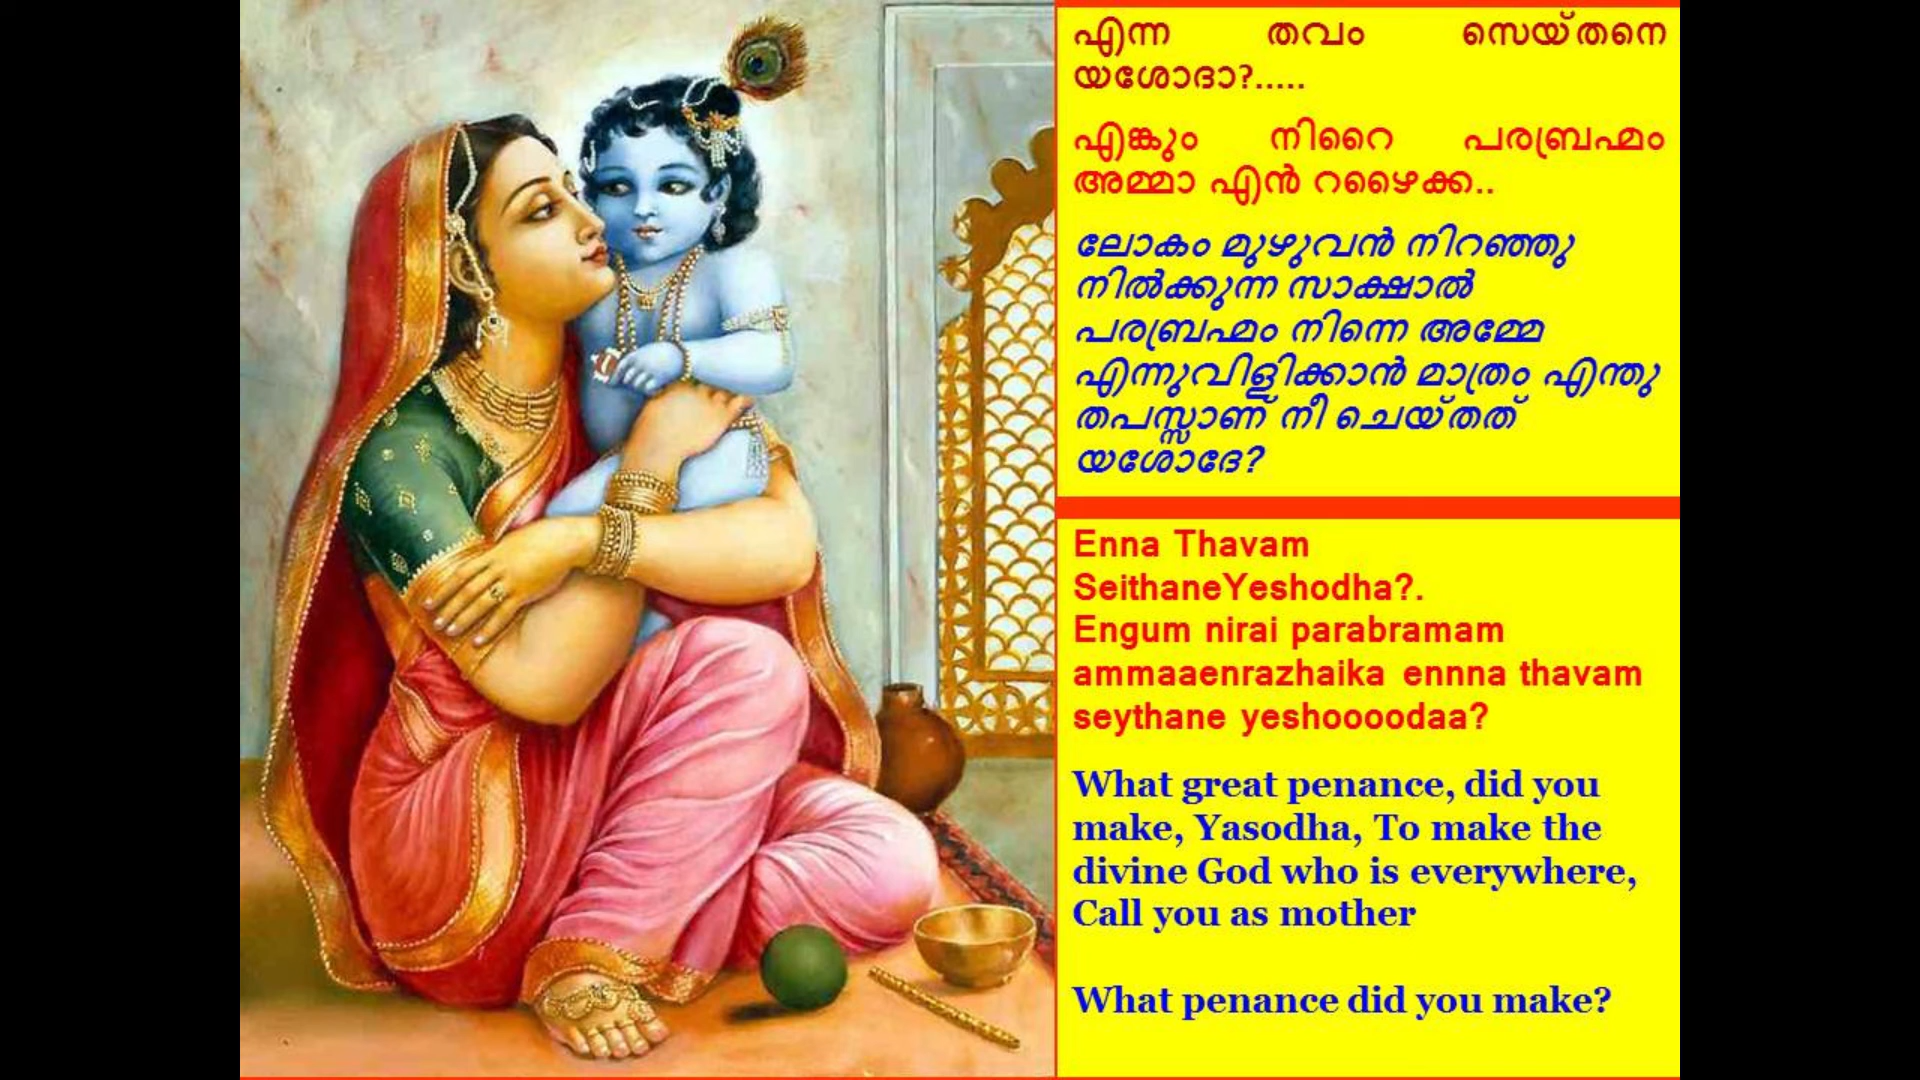 എന്ന തവം സെയ്തനെ
യശോദാ?.....
എങ്കും നിറൈ പരബ്രഹ്മം
അമ്മാ എൻ റഴൈക്ക..
ലോകം മുഴുവൻ നിറഞ്ഞു
നിൽക്കുന്ന സാക്ഷാൽ
പരബ്രഹ്മം നിന്നെ അമ്മേ
എന്നുവിളിക്കാൻ മാത്രം എന്തു
തപസ്സാണ് നീ ചെയ്തത്
യശോദേ?
Enna Thavam
SeithaneYeshodha?.
Engum nirai parabramam
ammaaenrazhaika ennna thavam
seythane yeshoooodaa?
What great penance, did you
make, Yasodha, To make the
divine God who is everywhere,
Call you as mother
What penance did you make?